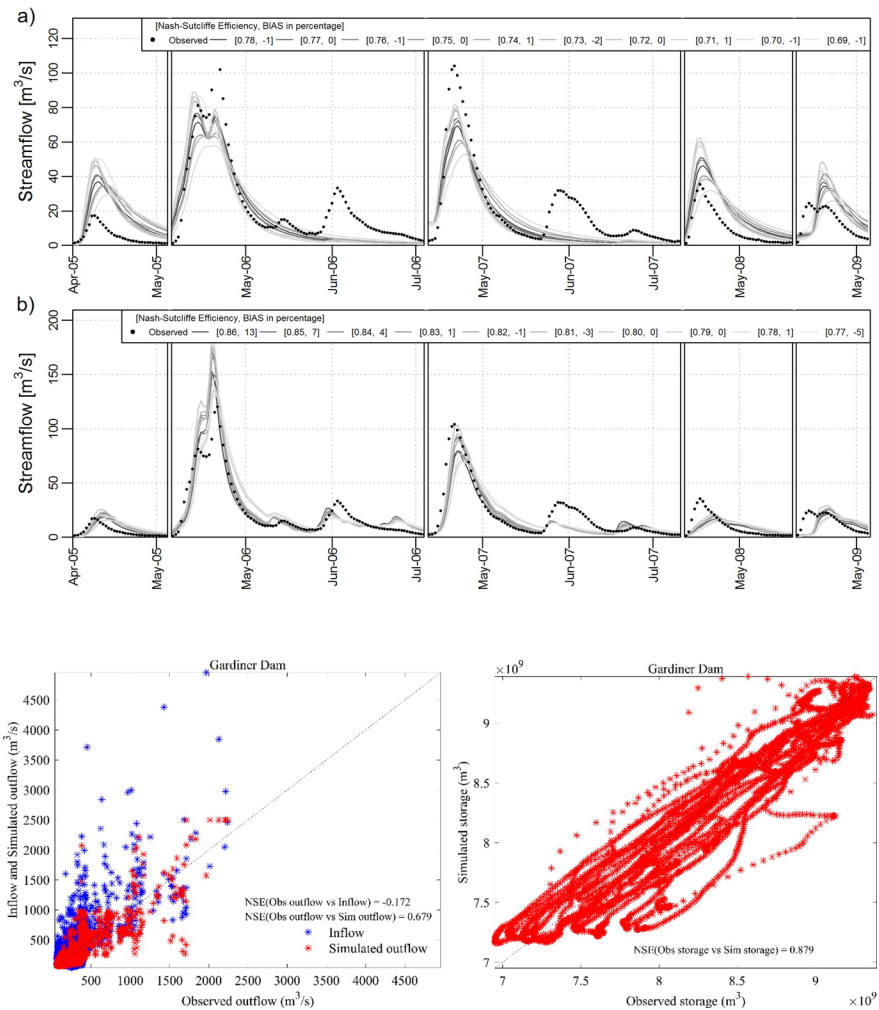 a)
[Nash-Sutcliffe Efficiency, BIAS in percentage]
Observed [0.78, -1] [0.77, 0] [0.76, -1] [0.75, 0] [0.74, 1] [0.73, -2] [0.72, 0] [0.71, 1] [0.70, -1] [0.69, -1]
Streamflow [m³/s]
120
100
80
60
40
20
0
Apr-05 May-05 May-06 Jun-06 Jul-06 May-07 Jun-07 Jul-07 May-08 May-09
b)
[Nash-Sutcliffe Efficiency, BIAS in percentage]
Observed [0.86, 13] [0.85, 7] [0.84, 4] [0.83, 1] [0.82, -1] [0.81, -3] [0.80, 0] [0.79, 0] [0.78, 1] [0.77, -5]
Streamflow [m³/s]
200
150
100
50
0
Apr-05 May-05 May-06 Jun-06 Jul-06 May-07 Jun-07 Jul-07 May-08 May-09
Gardiner Dam
Inflow and Simulated outflow (m³/s)
4500
4000
3500
3000
2500
2000
1500
1000
500
NSE(Obs outflow vs Inflow) = -0.172
NSE(Obs outflow vs Sim outflow) = 0.679
Inflow
Simulated outflow
500 1000 1500 2000 2500 3000 3500 4000 4500
Observed outflow (m³/s)
×10⁹
Gardiner Dam
Simulated storage (m³)
9
8.5
8
7.5
7
NSE(Obs storage vs Sim storage) = 0.879
7 7.5 8 8.5 9
Observed storage (m³)
×10⁹